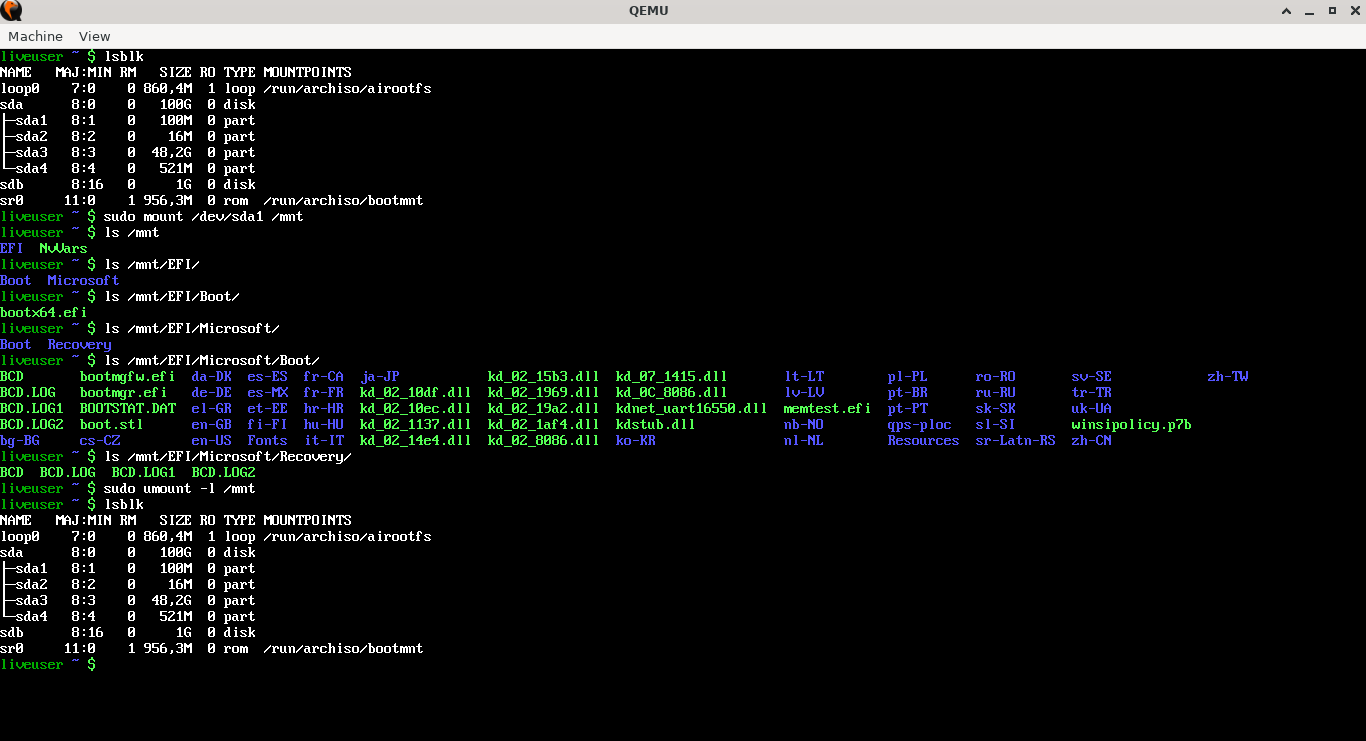 QEMU
Machine View
liveuser ~ $ lsblk
NAME   MAJ:MIN RM   SIZE RO TYPE MOUNTPOINTS
loop0    7:0    0 860,4M  1 loop /run/archiso/airootfs
sda      8:0    0   100G  0 disk
├─sda1   8:1    0   100M  0 part
├─sda2   8:2    0    16M  0 part
├─sda3   8:3    0  48,2G  0 part
└─sda4   8:4    0   521M  0 part
sdb      8:16   0     1G  0 disk
sr0     11:0    1 956,3M  0 rom  /run/archiso/bootmnt
liveuser ~ $ sudo mount /dev/sda1 /mnt
liveuser ~ $ ls /mnt
EFI  NvVars
liveuser ~ $ ls /mnt/EFI/
Boot  Microsoft
liveuser ~ $ ls /mnt/EFI/Boot/
bootx64.efi
liveuser ~ $ ls /mnt/EFI/Microsoft/
Boot  Recovery
liveuser ~ $ ls /mnt/EFI/Microsoft/Boot/
BCD       bootmgfw.efi  da-DK  es-ES  fr-CA  ja-JP          kd_02_15b3.dll  kd_07_1415.dll       lt-LT        pl-PL      ro-RO       sv-SE            zh-TW
BCD.LOG   bootmgr.efi   de-DE  es-MX  fr-FR  kd_02_10df.dll  kd_02_1969.dll  kd_0C_8086.dll       lv-LV        pt-BR      ru-RU       tr-TR
BCD.LOG1  BOOTSTAT.DAT  el-GR  et-EE  hr-HR  kd_02_10ec.dll  kd_02_19a2.dll  kdnet_uart16550.dll  memtest.efi  pt-PT      sk-SK       uk-UA
BCD.LOG2  boot.stl      en-GB  fi-FI  hu-HU  kd_02_1137.dll  kd_02_1af4.dll  kdstub.dll           nb-NO        qps-ploc   sl-SI       winsipolicy.p7b
bg-BG     cs-CZ         en-US  Fonts  it-IT  kd_02_14e4.dll  kd_02_8086.dll  ko-KR                nl-NL        Resources  sr-Latn-RS  zh-CN
liveuser ~ $ ls /mnt/EFI/Microsoft/Recovery/
BCD  BCD.LOG  BCD.LOG1  BCD.LOG2
liveuser ~ $ sudo umount -l /mnt
liveuser ~ $ lsblk
NAME   MAJ:MIN RM   SIZE RO TYPE MOUNTPOINTS
loop0    7:0    0 860,4M  1 loop /run/archiso/airootfs
sda      8:0    0   100G  0 disk
├─sda1   8:1    0   100M  0 part
├─sda2   8:2    0    16M  0 part
├─sda3   8:3    0  48,2G  0 part
└─sda4   8:4    0   521M  0 part
sdb      8:16   0     1G  0 disk
sr0     11:0    1 956,3M  0 rom  /run/archiso/bootmnt
liveuser ~ $